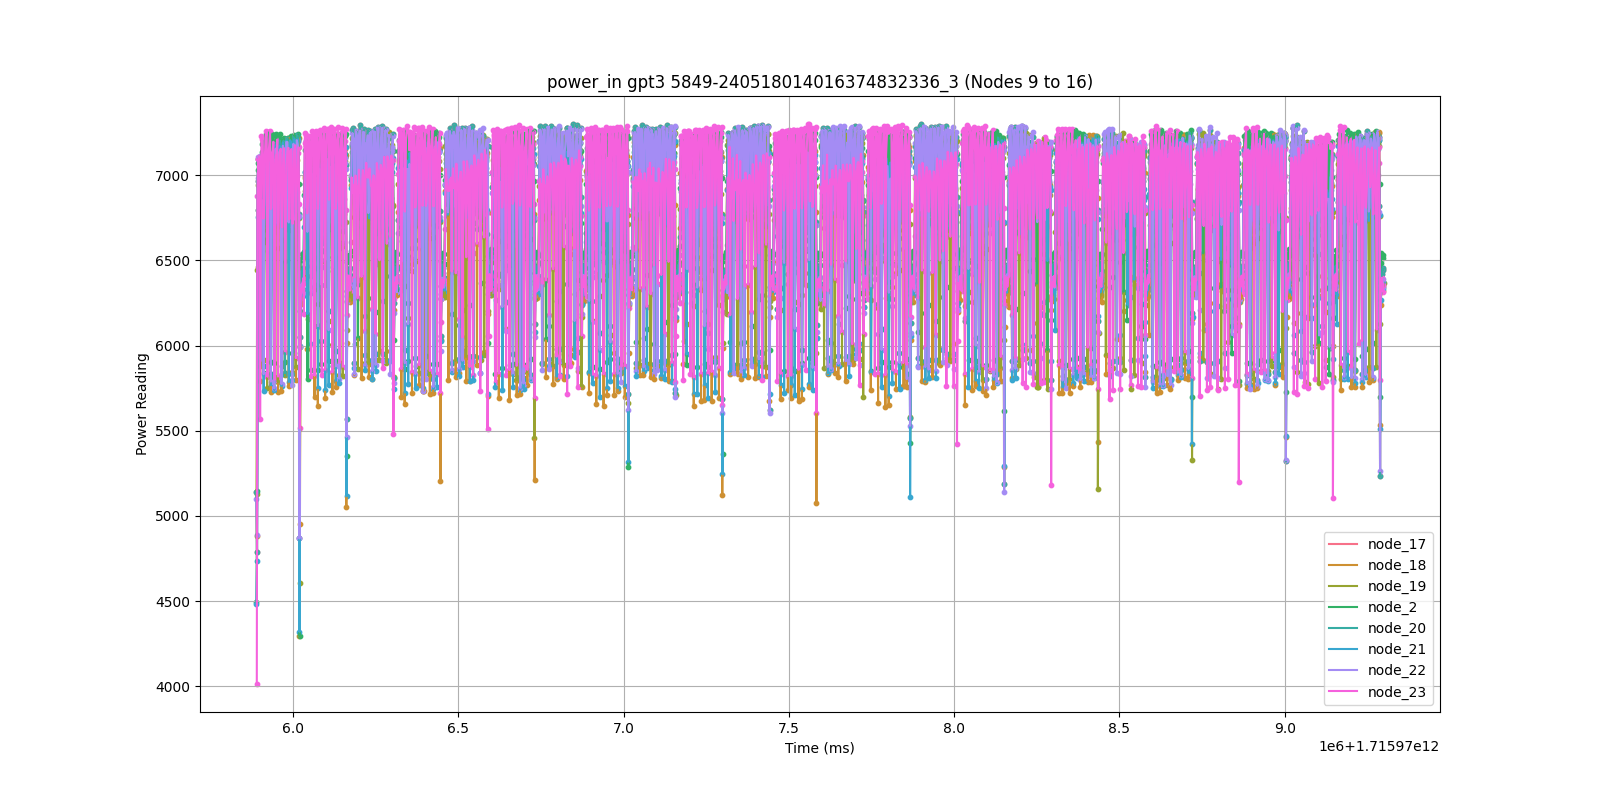 power_in gpt3 5849-240518014016374832336_3 (Nodes 9 to 16)
7000
6500
6000
5500
5000
4500
4000
Power Reading
6.0
6.5
7.0
7.5
8.0
8.5
9.0
Time (ms)
1e6+1.71597e12
node_17
node_18
node_19
node_2
node_20
node_21
node_22
node_23